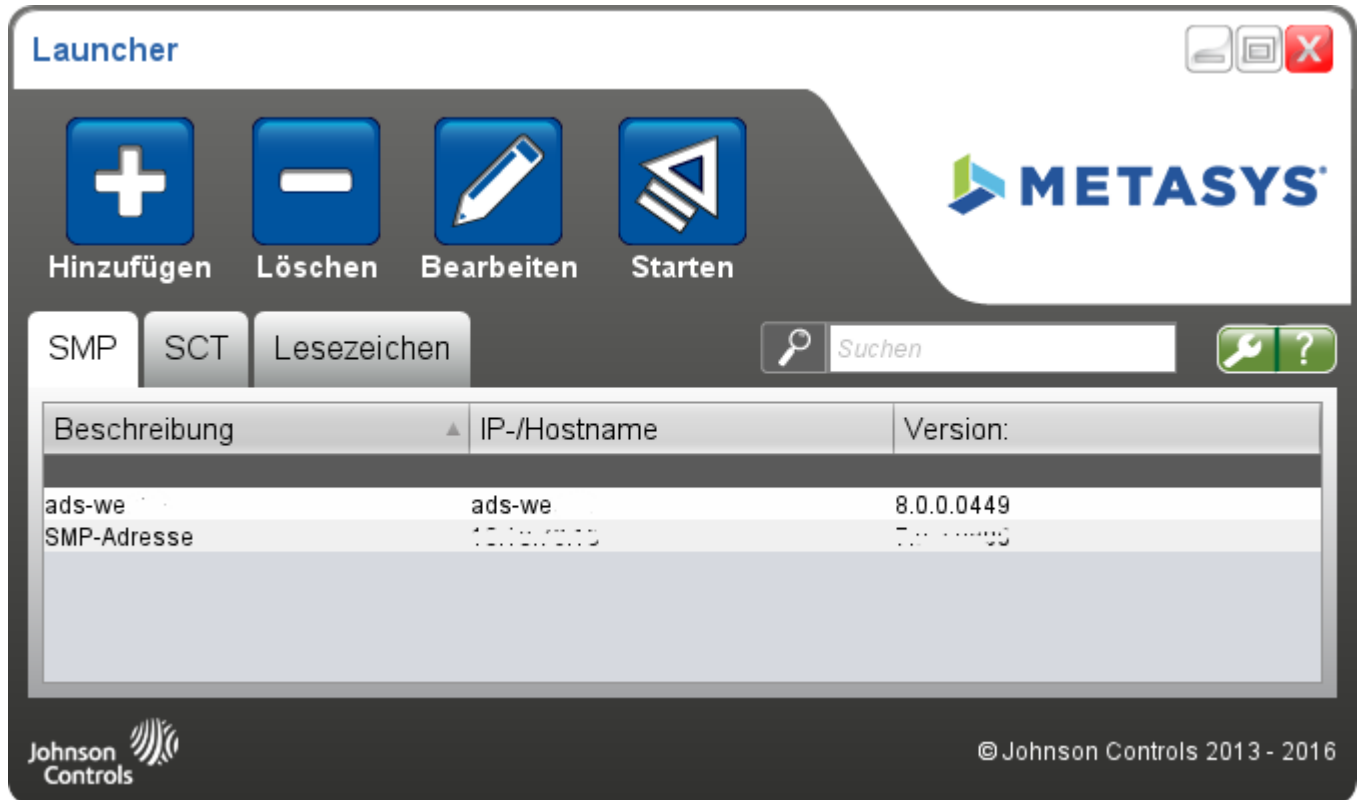 Launcher
METASYS®
Hinzufügen Löschen Bearbeiten Starten
SMP SCT Lesezeichen Suchen ?
Beschreibung IP-/Hostname Version:
ads-we ads-we 8.0.0.0449
SMP-Adresse
Johnson
Controls
© Johnson Controls 2013 - 2016